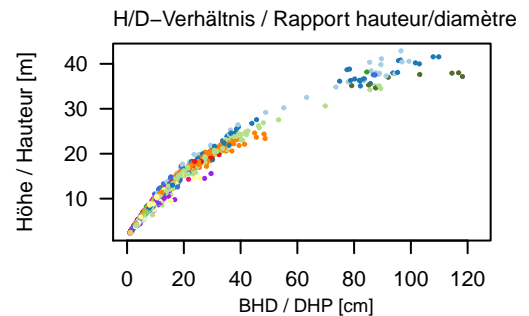 H/D−Verhältnis / Rapport hauteur/diamètre
Höhe / Hauteur [m]
40
30
20
10
0 20 40 60 80 100 120
BHD / DHP [cm]